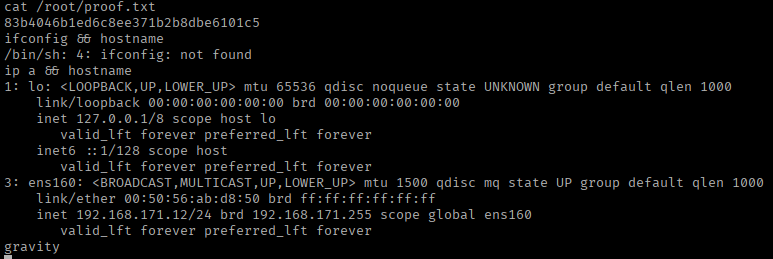 cat /root/proof.txt
83b4046b1ed6c8ee371b2b8dbe6101c5
ifconfig && hostname
/bin/sh: 4: ifconfig: not found
ip a && hostname
1: lo: <LOOPBACK,UP,LOWER_UP> mtu 65536 qdisc noqueue state UNKNOWN group default qlen 1000
    link/loopback 00:00:00:00:00:00 brd 00:00:00:00:00:00
    inet 127.0.0.1/8 scope host lo
       valid_lft forever preferred_lft forever
    inet6 ::1/128 scope host
       valid_lft forever preferred_lft forever
3: ens160: <BROADCAST,MULTICAST,UP,LOWER_UP> mtu 1500 qdisc mq state UP group default qlen 1000
    link/ether 00:50:56:ab:d8:50 brd ff:ff:ff:ff:ff:ff
    inet 192.168.171.12/24 brd 192.168.171.255 scope global ens160
       valid_lft forever preferred_lft forever
gravity